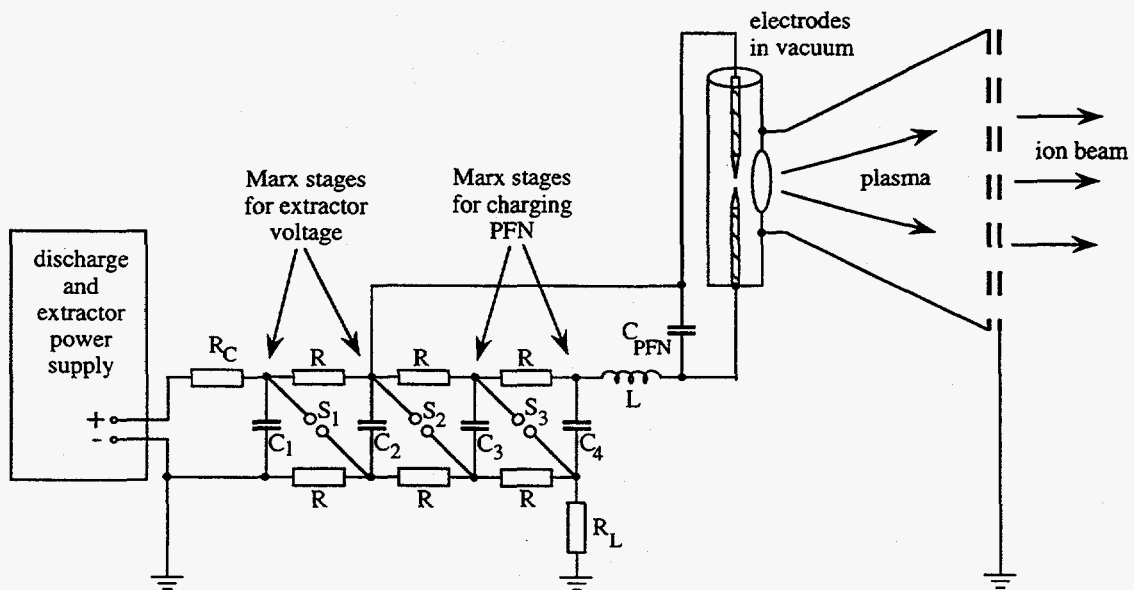 electrodes
in vacuum
ion beam
plasma
Marx stages
for extractor
voltage
Marx stages
for charging
PFN
discharge
and
extractor
power
supply
+
-
R_C
R
R
R
C_PFN
L
S_1
S_2
S_3
C_1
C_2
C_3
C_4
R
R
R
R_L